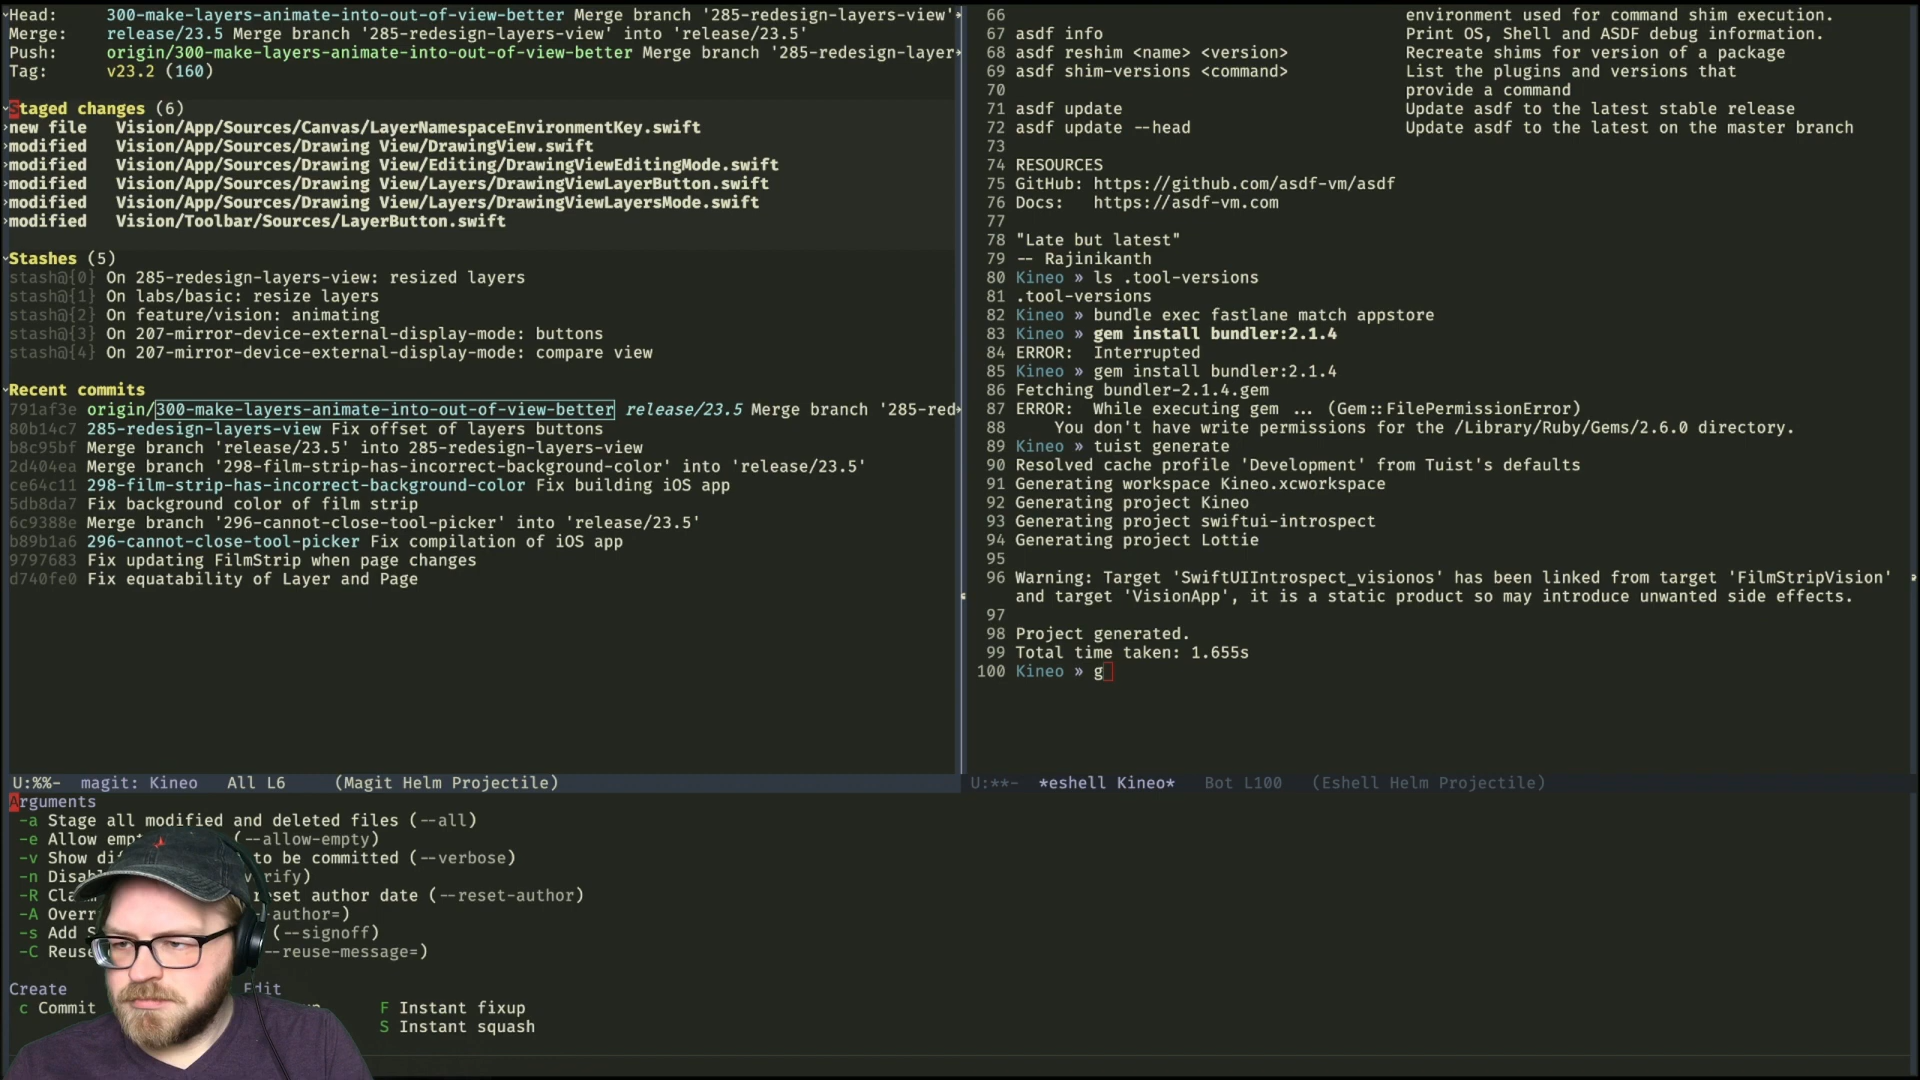 Head:     300-make-layers-animate-into-out-of-view-better Merge branch '285-redesign-layers-view'
Merge:    release/23.5 Merge branch '285-redesign-layers-view' into 'release/23.5'
Push:     origin/300-make-layers-animate-into-out-of-view-better Merge branch '285-redesign-layer
Tag:      v23.2 (160)
Staged changes (6)
new file   Vision/App/Sources/Canvas/LayerNamespaceEnvironmentKey.swift
modified   Vision/App/Sources/Drawing View/DrawingView.swift
modified   Vision/App/Sources/Drawing View/Editing/DrawingViewEditingMode.swift
modified   Vision/App/Sources/Drawing View/Layers/DrawingViewLayerButton.swift
modified   Vision/App/Sources/Drawing View/Layers/DrawingViewLayersMode.swift
modified   Vision/Toolbar/Sources/LayerButton.swift
Stashes (5)
stash@{0} On 285-redesign-layers-view: resized layers
stash@{1} On labs/basic: resize layers
stash@{2} On feature/vision: animating
stash@{3} On 207-mirror-device-external-display-mode: buttons
stash@{4} On 207-mirror-device-external-display-mode: compare view
Recent commits
791af3e origin/300-make-layers-animate-into-out-of-view-better release/23.5 Merge branch '285-red
80b14c7 285-redesign-layers-view Fix offset of layers buttons
b8c95bf Merge branch 'release/23.5' into 285-redesign-layers-view
2d404ea Merge branch '298-film-strip-has-incorrect-background-color' into 'release/23.5'
ce64c11 298-film-strip-has-incorrect-background-color Fix building iOS app
5db8da7 Fix background color of film strip
6c9388e Merge branch '296-cannot-close-tool-picker' into 'release/23.5'
b89b1a6 296-cannot-close-tool-picker Fix compilation of iOS app
9797683 Fix updating FilmStrip when page changes
d740fe0 Fix equatability of Layer and Page
U:%%-  magit: Kineo   All L6     (Magit Helm Projectile)
66 environment used for command shim execution.
67 asdf info Print OS, Shell and ASDF debug information.
68 asdf reshim <name> <version> Recreate shims for version of a package
69 asdf shim-versions <command> List the plugins and versions that
70 provide a command
71 asdf update Update asdf to the latest stable release
72 asdf update --head Update asdf to the latest on the master branch
73
74 RESOURCES
75 GitHub: https://github.com/asdf-vm/asdf
76 Docs:   https://asdf-vm.com
77
78 "Late but latest"
79 -- Rajinikanth
80 Kineo » ls .tool-versions
81 .tool-versions
82 Kineo » bundle exec fastlane match appstore
83 Kineo » gem install bundler:2.1.4
84 ERROR:  Interrupted
85 Kineo » gem install bundler:2.1.4
86 Fetching bundler-2.1.4.gem
87 ERROR:  While executing gem ... (Gem::FilePermissionError)
88     You don't have write permissions for the /Library/Ruby/Gems/2.6.0 directory.
89 Kineo » tuist generate
90 Resolved cache profile 'Development' from Tuist's defaults
91 Generating workspace Kineo.xcworkspace
92 Generating project Kineo
93 Generating project swiftui-introspect
94 Generating project Lottie
95
96 Warning: Target 'SwiftUIIntrospect_visionos' has been linked from target 'FilmStripVision'
and target 'VisionApp', it is a static product so may introduce unwanted side effects.
97
98 Project generated.
99 Total time taken: 1.655s
100 Kineo » g
U:**-  *eshell Kineo*   Bot L100   (Eshell Helm Projectile)
Arguments
-a Stage all modified and deleted files (--all)
-e Allow (--allow-empty)
-v Show to be committed (--verbose)
-n
-R reset author date (--reset-author)
-A
-s Add (--signoff)
-C Reuse --reuse-message=)
Create Edit
c Commit F Instant fixup
S Instant squash